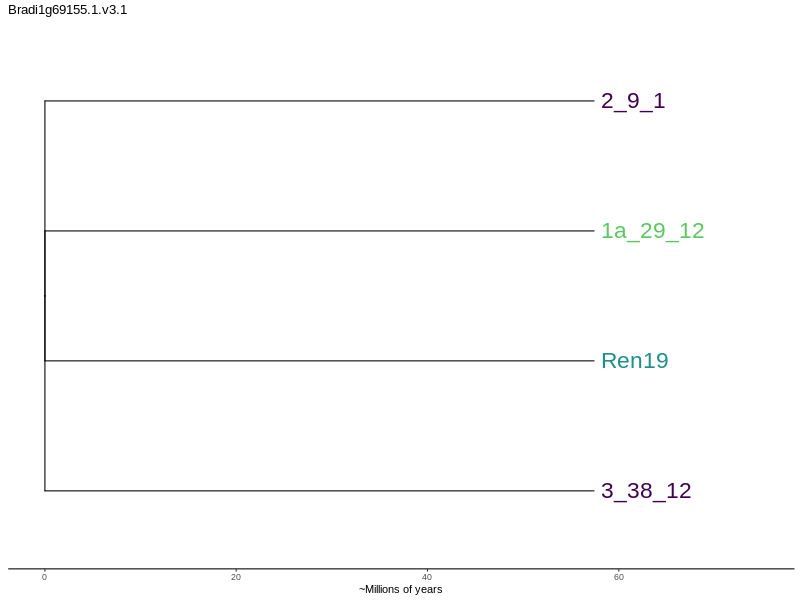 Bradi1g69155.1.v3.1
2_9_1
1a_29_12
Ren19
3_38_12
0 20 40 60
~Millions of years